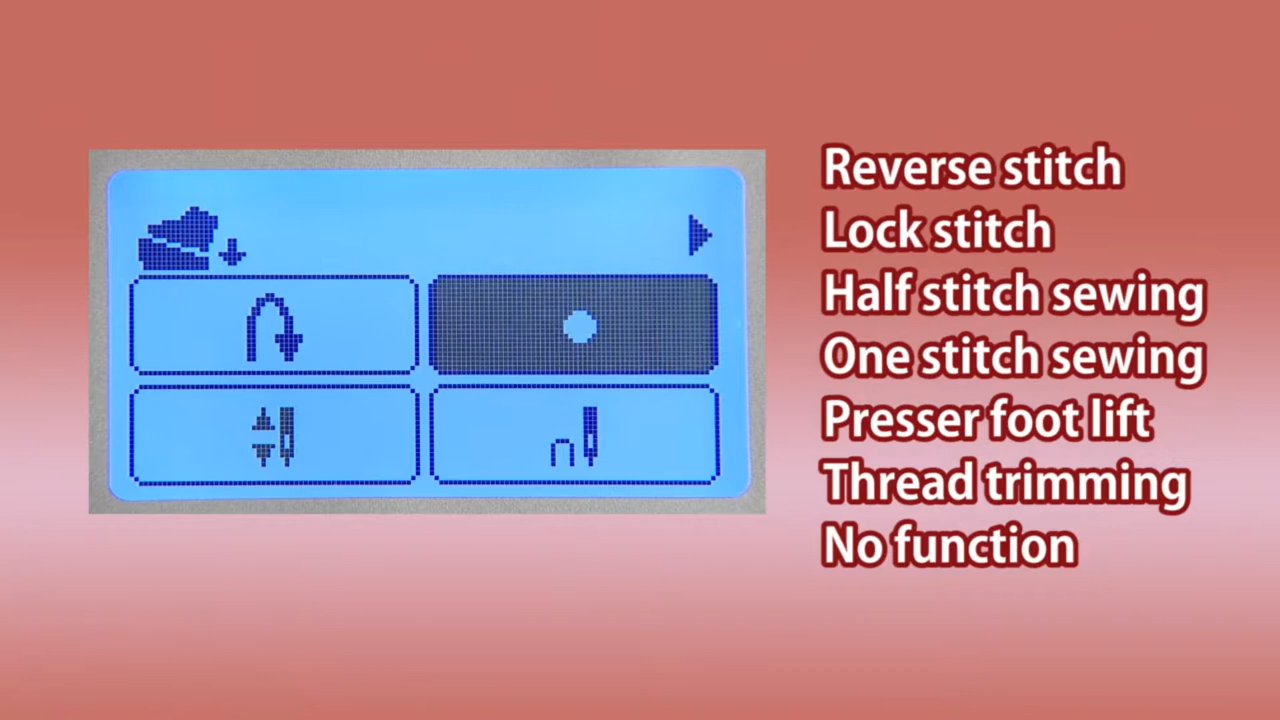 Reverse stitch
Lock stitch
Half stitch sewing
One stitch sewing
Presser foot lift
Thread trimming
No function